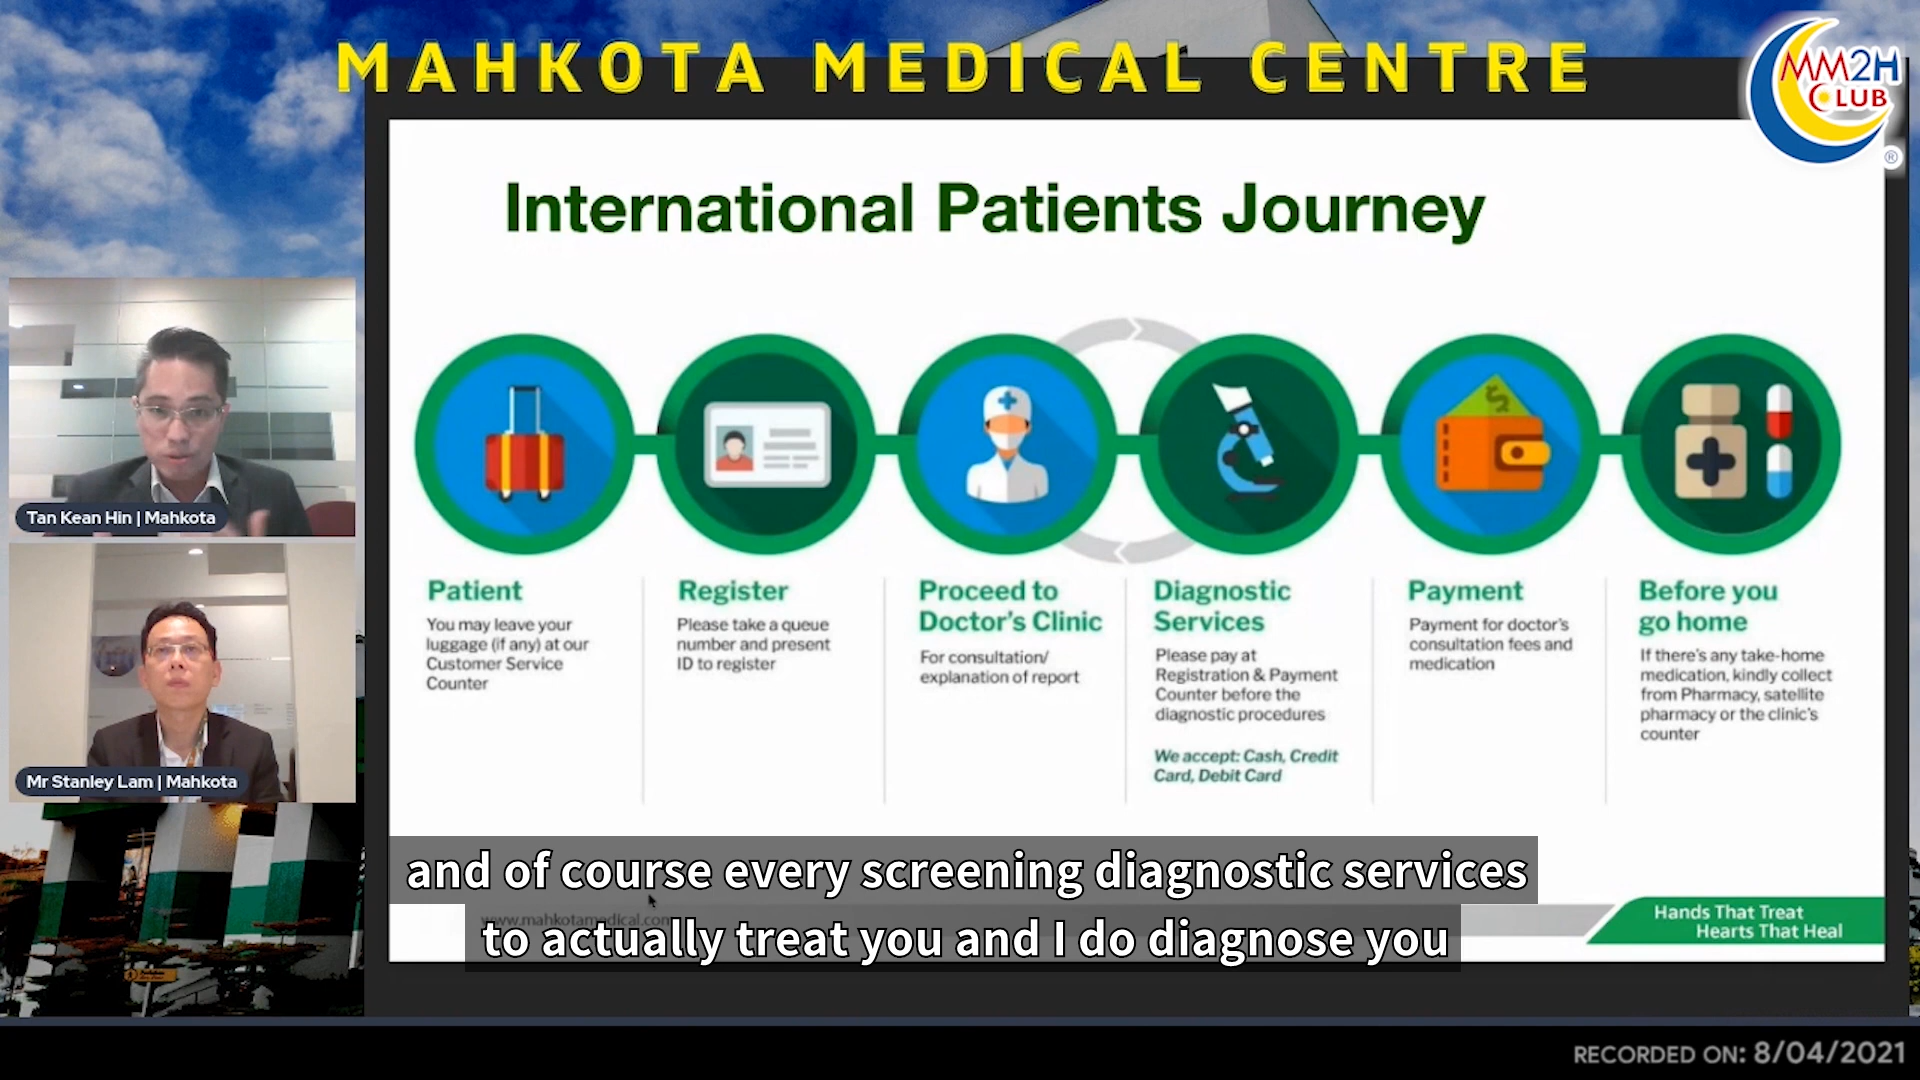 MAHKOTA MEDICAL CENTRE
MM2H
CLUB
®
International Patients Journey
Tan Kean Hin | Mahkota
Mr Stanley Lam | Mahkota
Patient
You may leave your
luggage (if any) at our
Customer Service
Counter
Register
Please take a queue
number and present
ID to register
Proceed to
Doctor's Clinic
For consultation/
explanation of report
Diagnostic
Services
Please pay at
Registration & Payment
Counter before the
diagnostic procedures
We accept: Cash, Credit
Card, Debit Card
Payment
Payment for doctor's
consultation fees and
medication
Before you
go home
If there's any take-home
medication, kindly collect
from Pharmacy, satellite
pharmacy or the clinic's
counter
and of course every screening diagnostic services
www.mahkotamedical.com
to actually treat you and I do diagnose you
Hands That Treat
Hearts That Heal
RECORDED ON: 8/04/2021